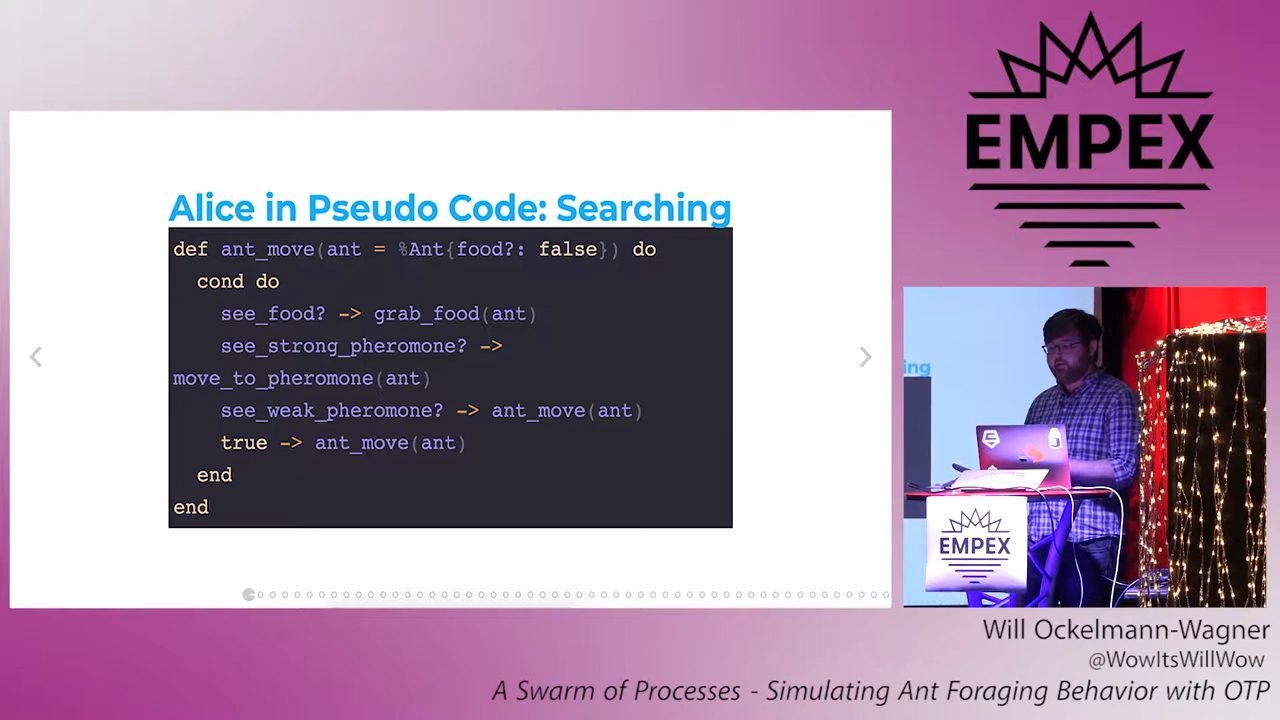 EMPEX
Alice in Pseudo Code: Searching
def ant_move(ant = %Ant{food?: false}) do
cond do
see_food? -> grab_food(ant)
see_strong_pheromone? ->
move_to_pheromone(ant)
see_weak_pheromone? -> ant_move(ant)
true -> ant_move(ant)
end
end
ing
EMPEX
Will Ockelmann-Wagner
@WowItsWillWow
A Swarm of Processes - Simulating Ant Foraging Behavior with OTP